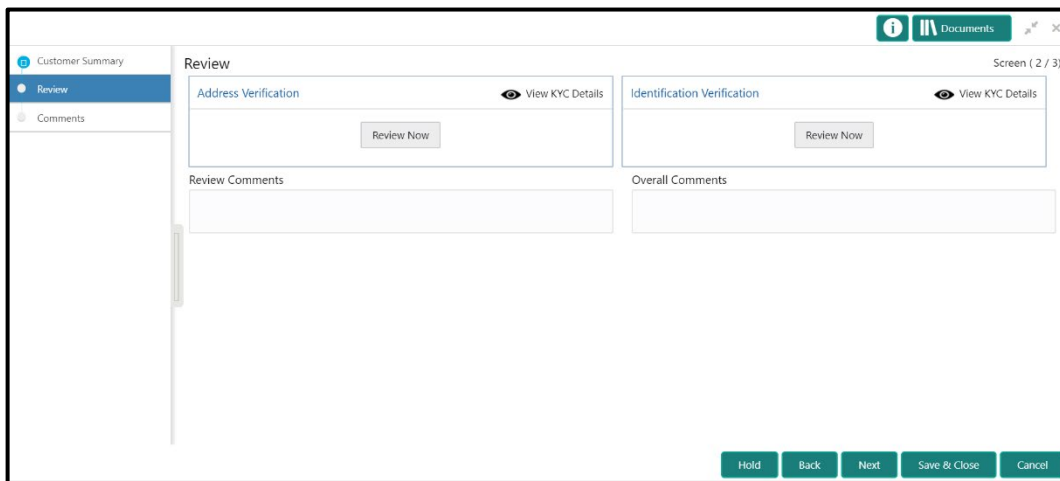 Documents
Customer Summary
Review
Comments
Review
Screen ( 2 / 3)
Address Verification
View KYC Details
Review Now
Identification Verification
View KYC Details
Review Now
Review Comments
Overall Comments
Hold
Back
Next
Save & Close
Cancel